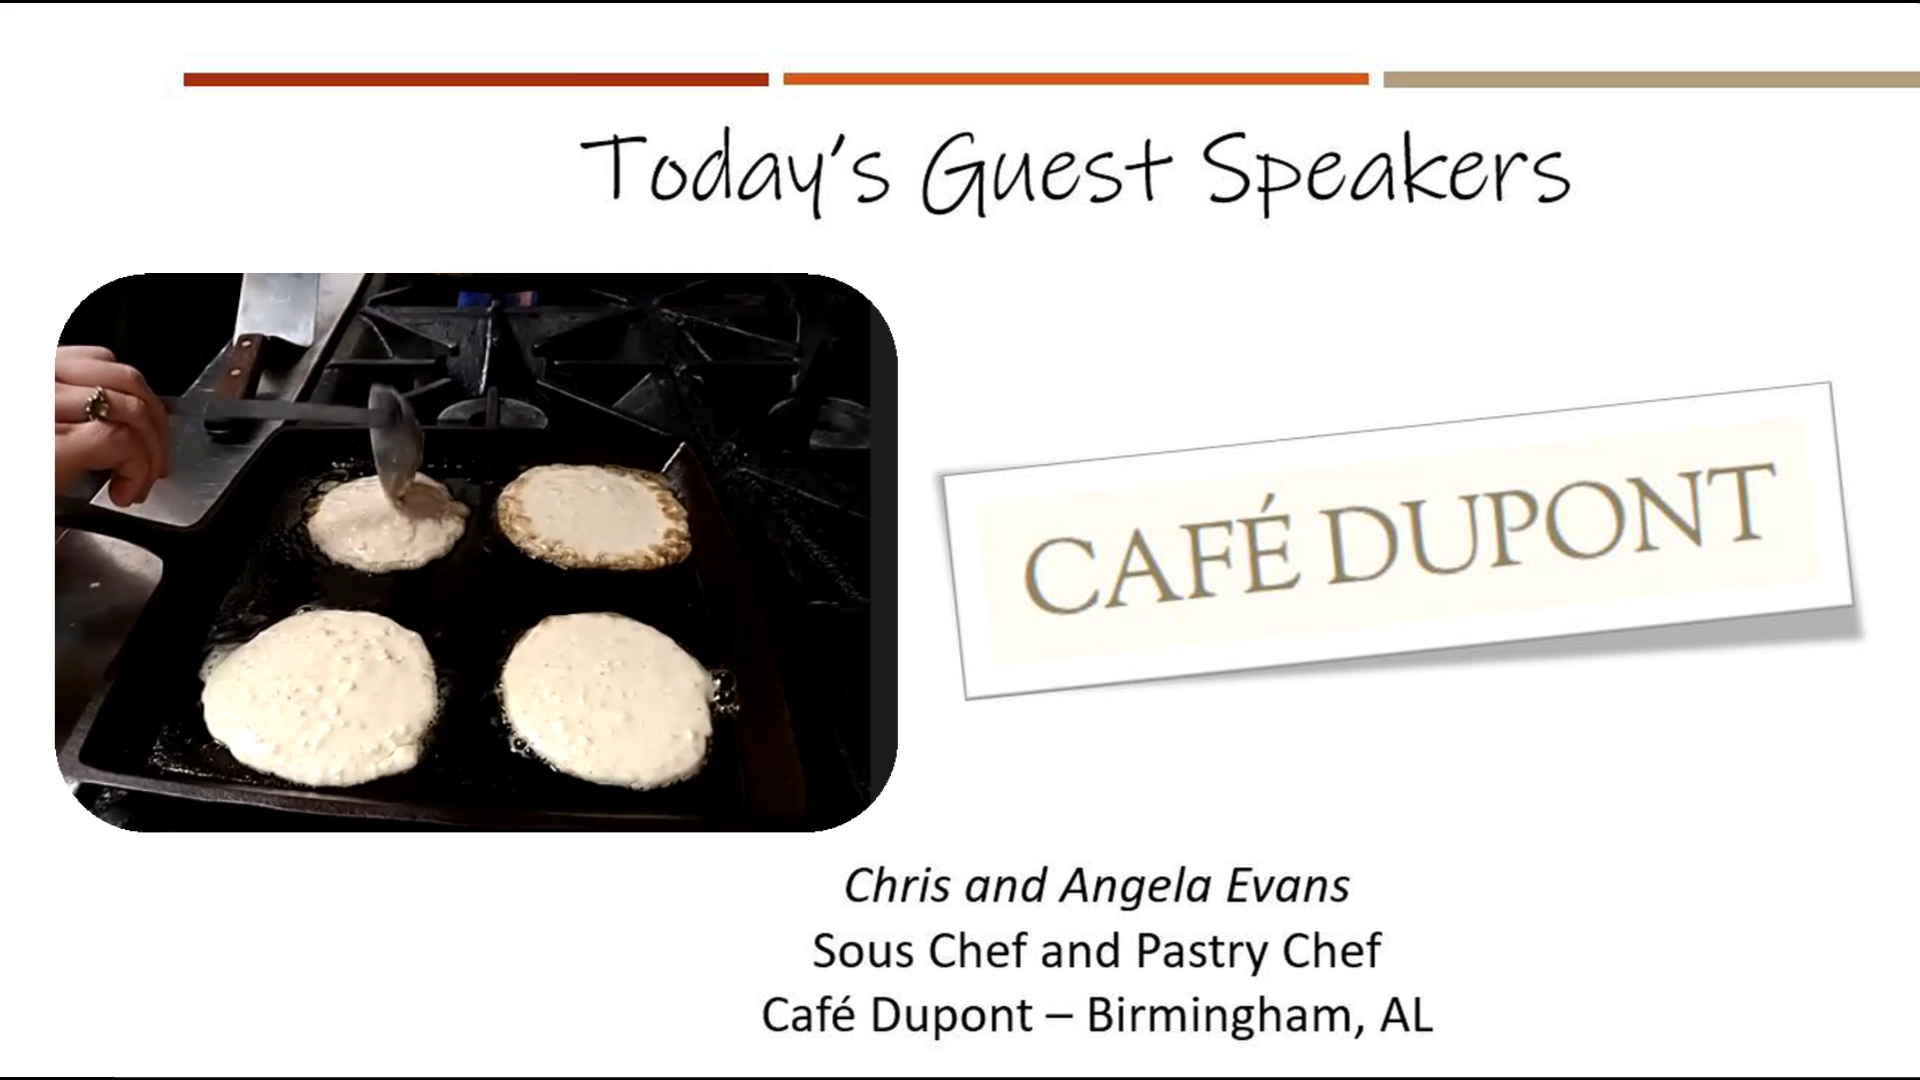 Today's Guest Speakers
CAFÉ DUPONT
Chris and Angela Evans
Sous Chef and Pastry Chef
Café Dupont – Birmingham, AL